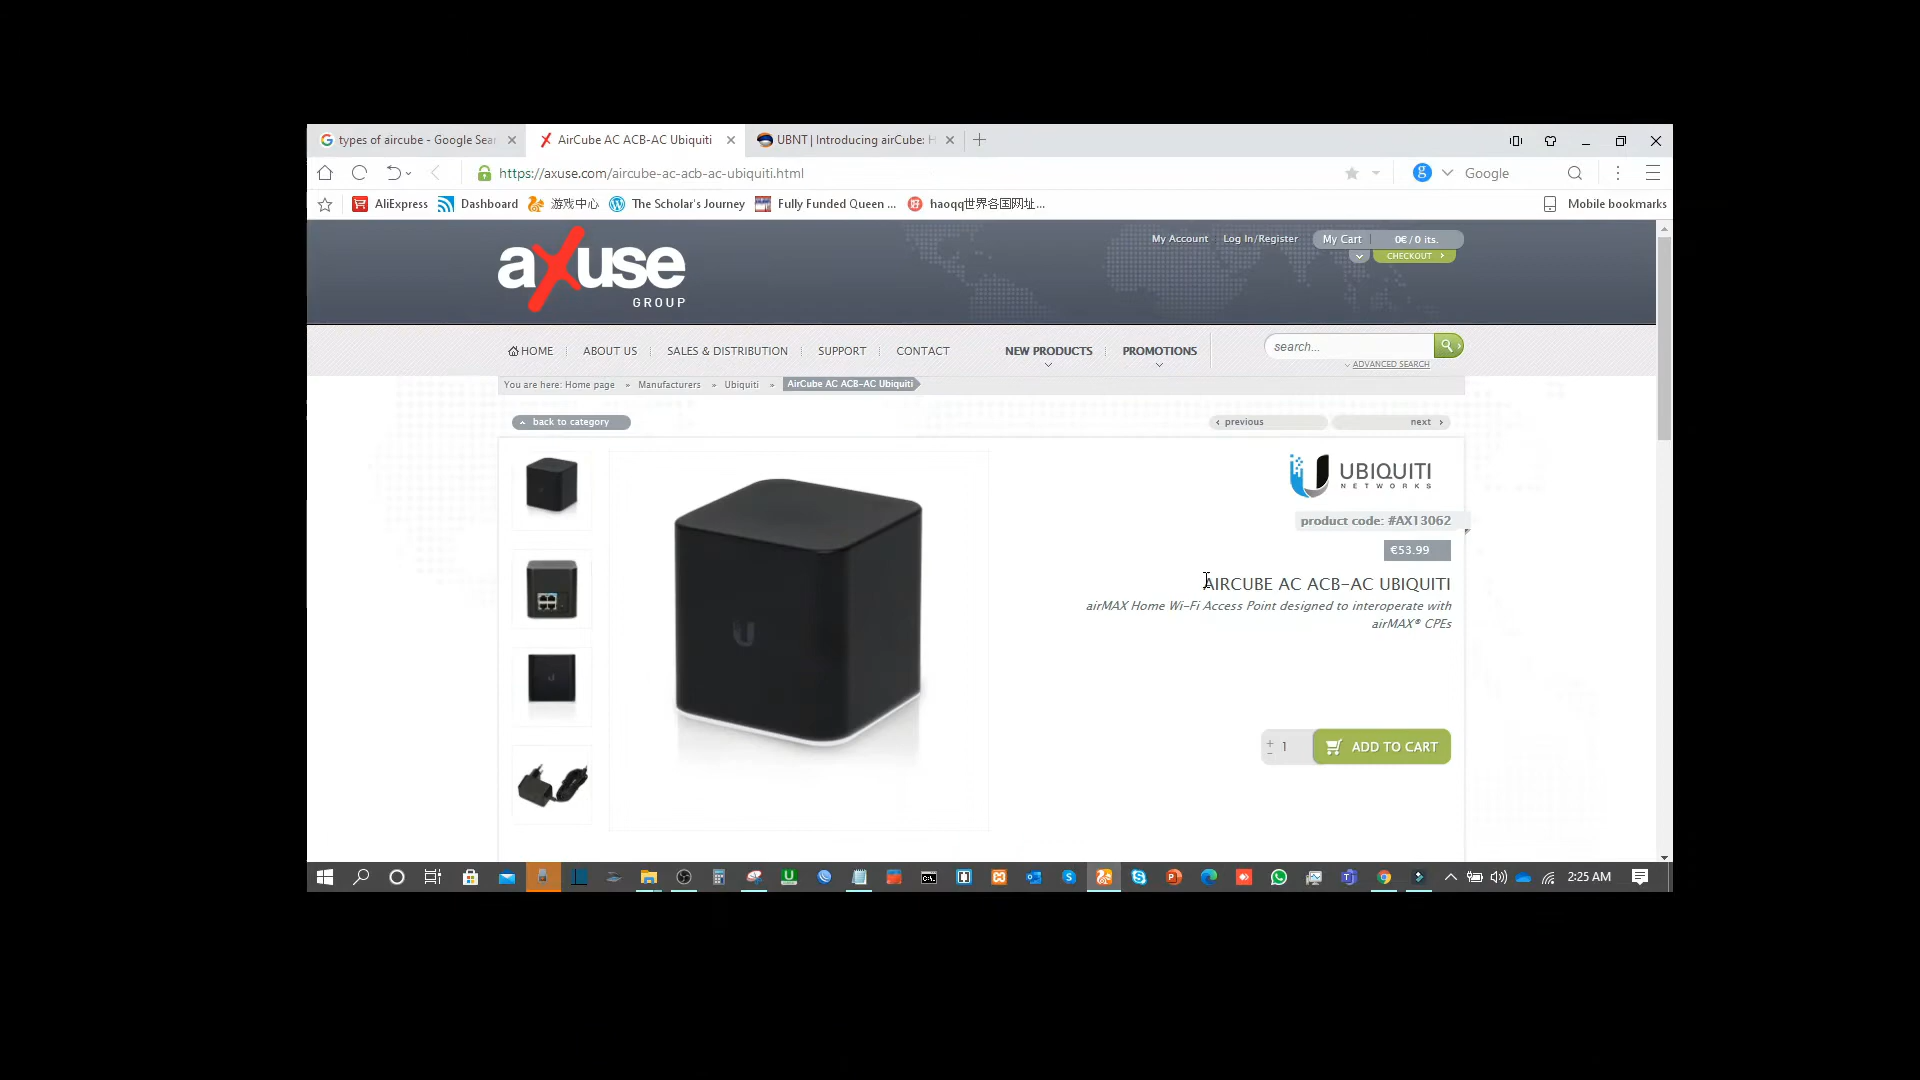 types of aircube - Google Sear
AirCube AC ACB-AC Ubiquiti
UBNT | Introducing airCube: H
https://axuse.com/aircube-ac-acb-ac-ubiquiti.html
Google
AliExpress
Dashboard
游戏中心
The Scholar's Journey
Fully Funded Queen ...
haoqq世界各国网址...
Mobile bookmarks
axuse
GROUP
My Account
Log In/Register
My Cart
0€ / 0 its.
CHECKOUT
HOME
ABOUT US
SALES & DISTRIBUTION
SUPPORT
CONTACT
NEW PRODUCTS
PROMOTIONS
search...
ADVANCED SEARCH
You are here: Home page » Manufacturers » Ubiquiti » AirCube AC ACB-AC Ubiquiti
back to category
previous
next
UBIQUITI
NETWORKS
product code: #AX13062
€53.99
AIRCUBE AC ACB-AC UBIQUITI
airMAX Home Wi-Fi Access Point designed to interoperate with
airMAX® CPEs
1
ADD TO CART
2:25 AM